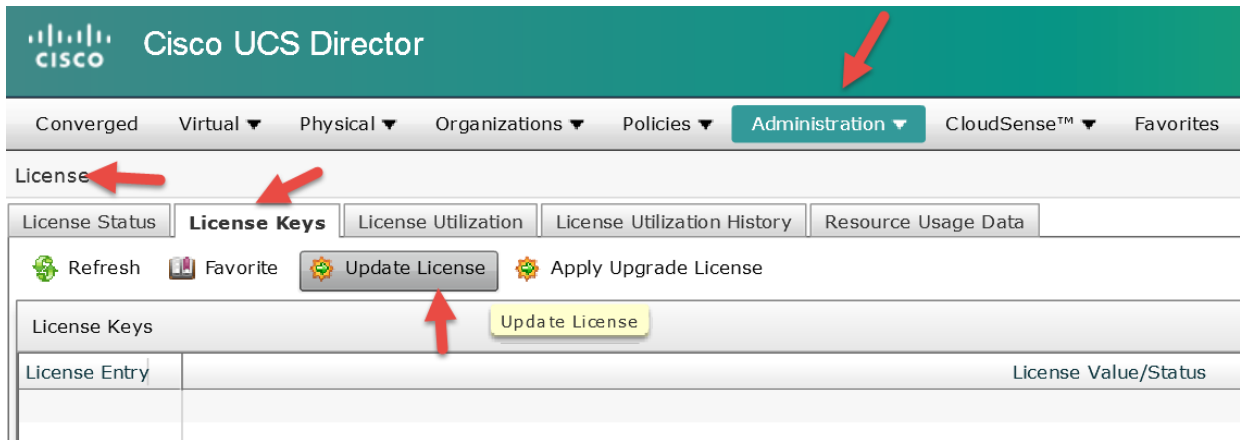 CISCO Cisco UCS Director
Converged Virtual Physical Organizations Policies Administration CloudSense™ Favorites
License
License Status License Keys License Utilization License Utilization History Resource Usage Data
Refresh Favorite Update License Apply Upgrade License
License Keys
Update License
License Entry License Value/Status